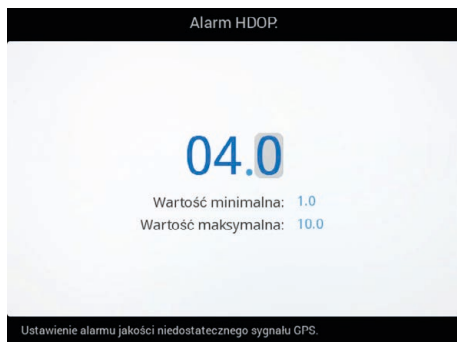 Alarm HDOP.
04.0
Wartość minimalna: 1.0
Wartość maksymalna: 10.0
Ustawienie alarmu jakości niedostatecznego sygnału GPS.